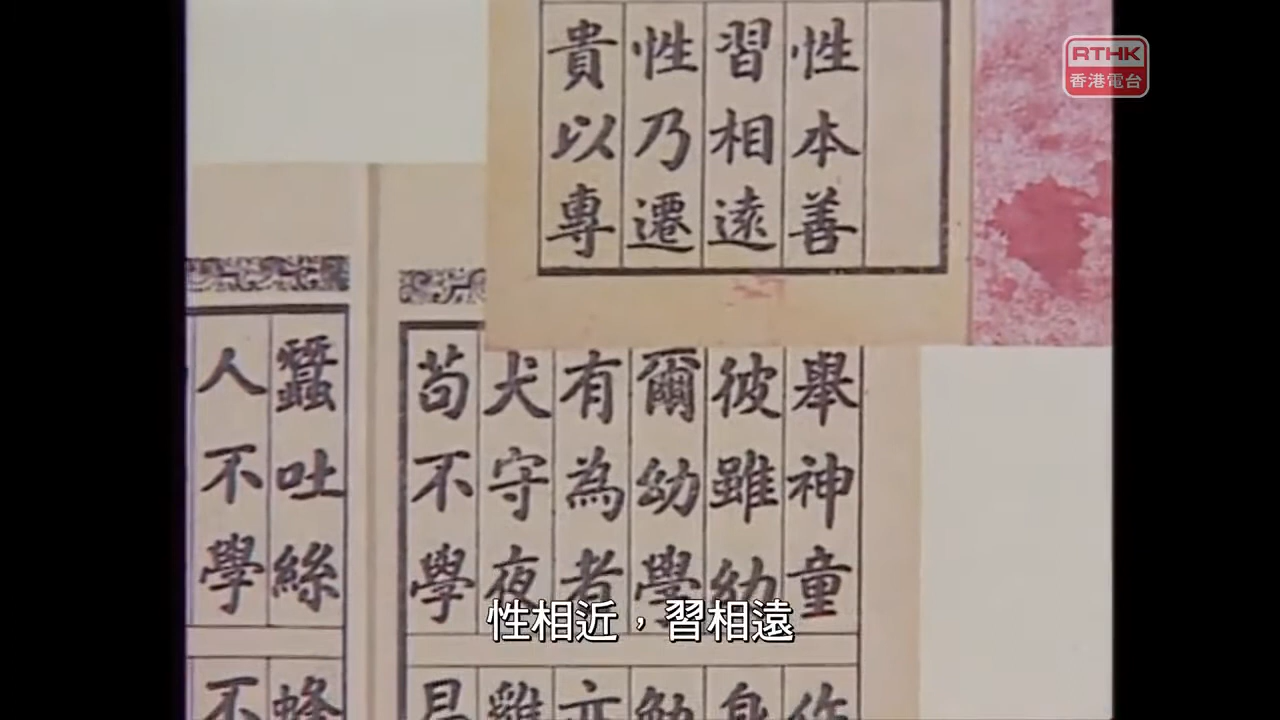 RTHK
香港電台
性本善
習相遠
性乃遷
貴以專
舉神童
彼雖幼
爾幼學
有為者
犬守夜
苟不學
蠶吐絲
人不學
性相近，習相遠